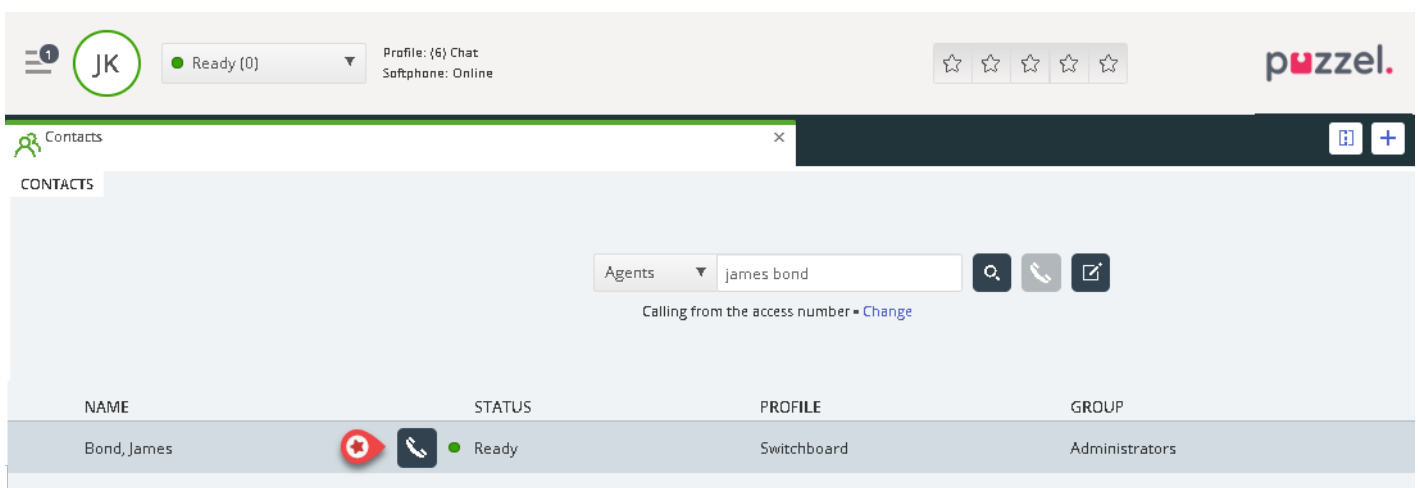 1
JK
Ready (0)
Profile: (6) Chat
Softphone: Online
puzzel.
Contacts
CONTACTS
Agents
james bond
Calling from the access number - Change
NAME STATUS PROFILE GROUP
Bond, James Ready Switchboard Administrators